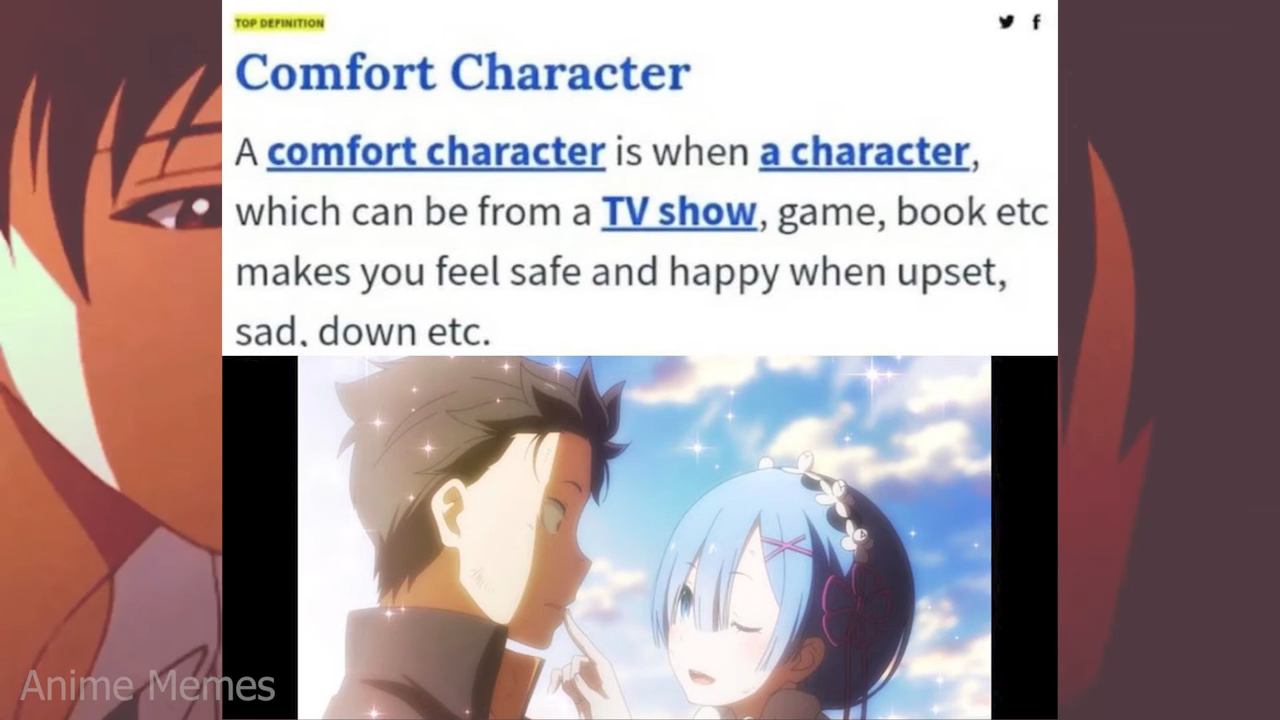 TOP DEFINITION
Comfort Character
A comfort character is when a character,
which can be from a TV show, game, book etc
makes you feel safe and happy when upset,
sad, down etc.
Anime Memes